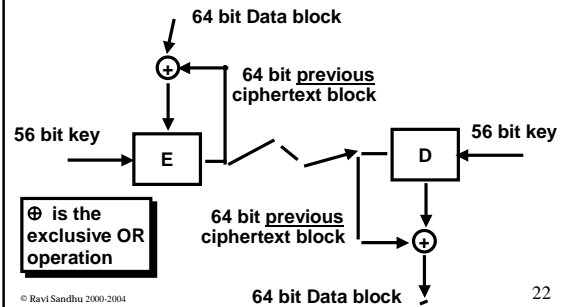 64 bit Data block
+
64 bit previous
ciphertext block
56 bit key
E
D
56 bit key
⊕ is the
exclusive OR
operation
64 bit previous
ciphertext block
+
© Ravi Sandhu 2000-2004
64 bit Data block
22